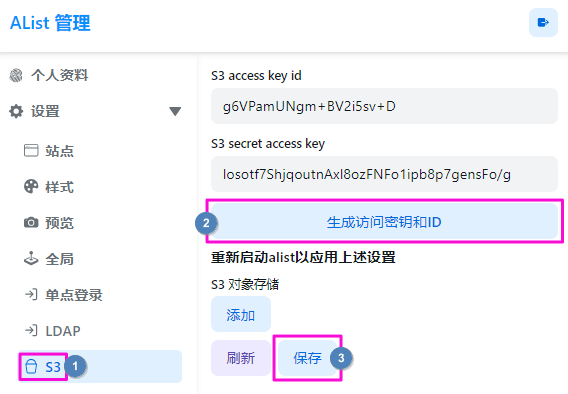 AList 管理
个人资料
设置
站点
样式
预览
全局
单点登录
LDAP
S3 1
S3 access key id
g6VPamUNgm+BV2i5sv+D
S3 secret access key
losotf7ShjqoutnAxl8ozFNFo1ipb8p7gensFo/g
2 生成访问密钥和ID
重新启动alist以应用上述设置
S3 对象存储
添加
刷新 保存 3